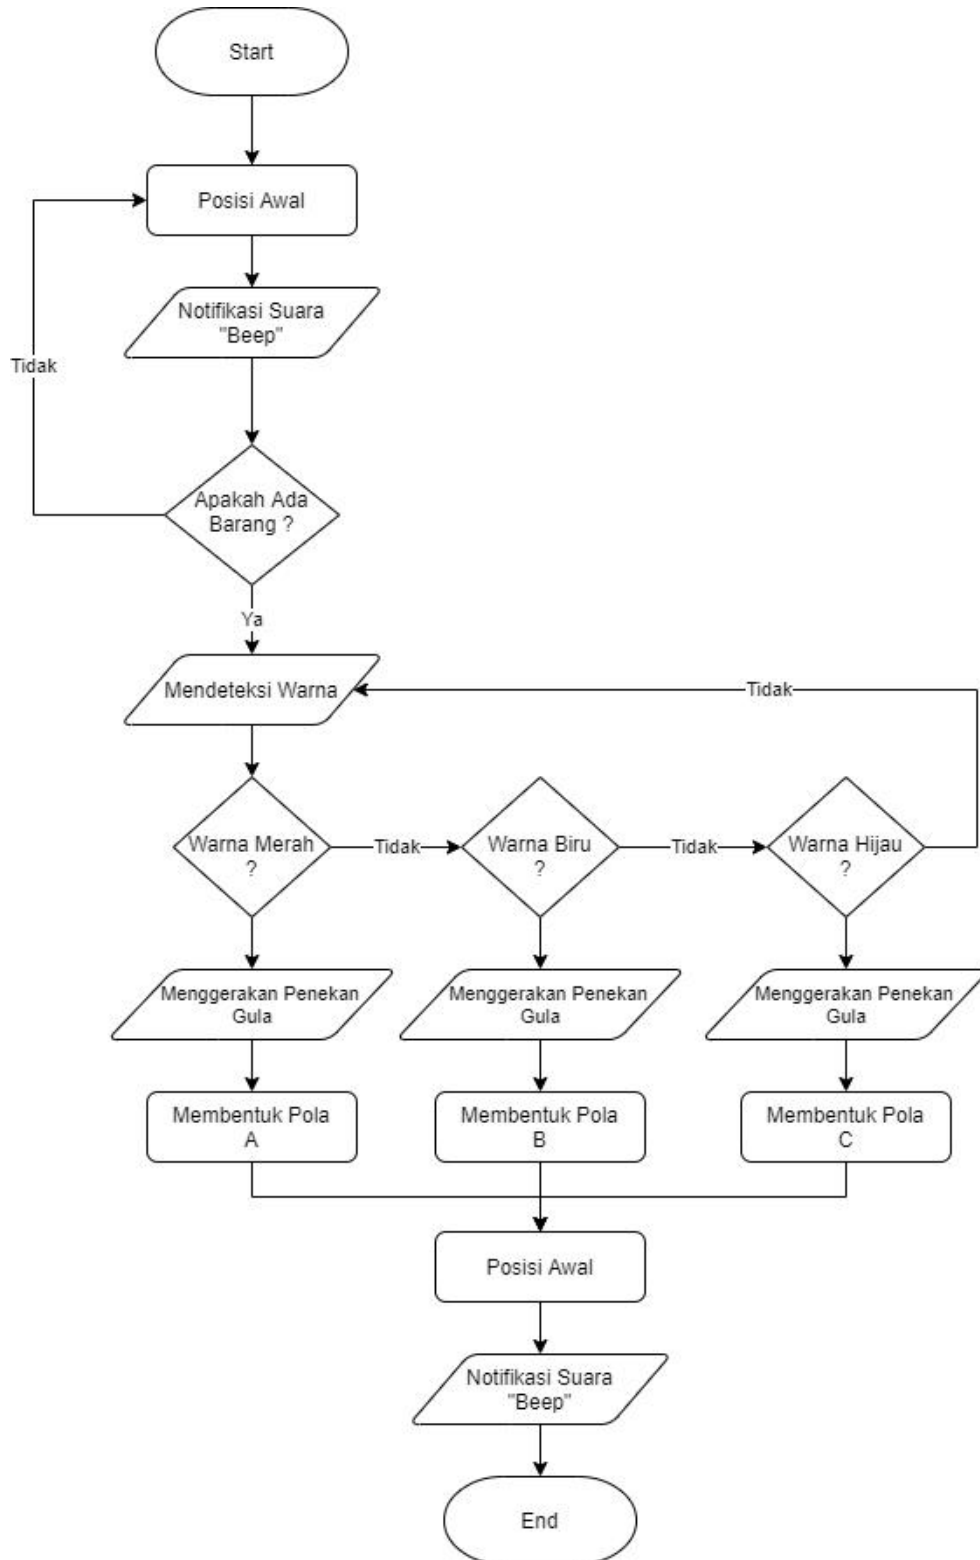 Start
Posisi Awal
Notifikasi Suara
"Beep"
Tidak
Apakah Ada
Barang ?
Ya
Mendeteksi Warna
Tidak
Warna Merah
?
Tidak
Warna Biru
?
Tidak
Warna Hijau
?
Menggerakan Penekan
Gula
Menggerakan Penekan
Gula
Menggerakan Penekan
Gula
Membentuk Pola
A
Membentuk Pola
B
Membentuk Pola
C
Posisi Awal
Notifikasi Suara
"Beep"
End